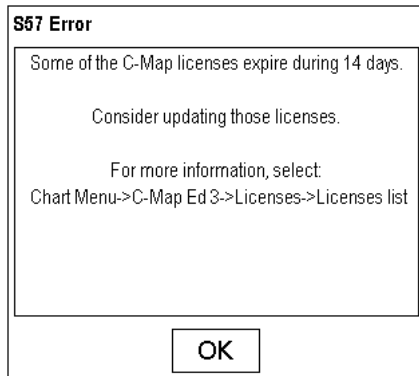 S57 Error
Some of the C-Map licenses expire during 14 days.
Consider updating those licenses.
For more information, select:
Chart Menu->C-Map Ed 3->Licenses->Licenses list
OK